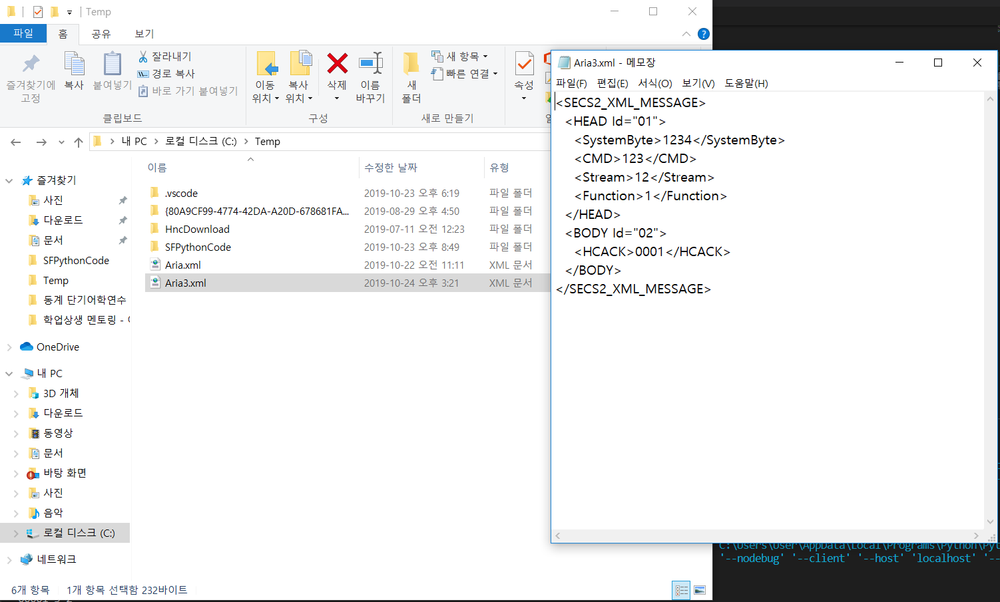 Temp
파일 홈 공유 보기
즐겨찾기에 고정
복사
붙여넣기
잘라내기
경로 복사
바로 가기 붙여넣기
클립보드
이동 위치
복사 위치
삭제
이름 바꾸기
구성
새 폴더
새 항목
빠른 연결
새로 만들기
속성
내 PC 로컬 디스크 (C:) Temp
즐겨찾기
사진
다운로드
문서
SFPythonCode
Temp
동계 단기어학연수
학업상생 멘토링 -
OneDrive
내 PC
3D 개체
다운로드
동영상
문서
바탕 화면
사진
음악
로컬 디스크 (C:)
네트워크
이름 수정한 날짜 유형
.vscode 2019-10-23 오후 6:19 파일 폴더
{80A9CF99-4774-42DA-A20D-678681FA... 2019-08-29 오후 4:50 파일 폴더
HncDownload 2019-07-11 오전 12:23 파일 폴더
SFPythonCode 2019-10-23 오후 8:49 파일 폴더
Aria.xml 2019-10-22 오전 11:11 XML 문서
Aria3.xml 2019-10-24 오후 3:21 XML 문서
6개 항목 1개 항목 선택함 232바이트
Aria3.xml - 메모장
파일(F) 편집(E) 서식(O) 보기(V) 도움말(H)
<SECS2_XML_MESSAGE>
<HEAD Id="01">
<SystemByte>1234</SystemByte>
<CMD>123</CMD>
<Stream>12</Stream>
<Function>1</Function>
</HEAD>
<BODY Id="02">
<HCACK>0001</HCACK>
</BODY>
</SECS2_XML_MESSAGE>
C:\Users\User\AppData\Local\Programs\Python\Pyt
'--nodebug' '--client' '--host' 'localhost' '--